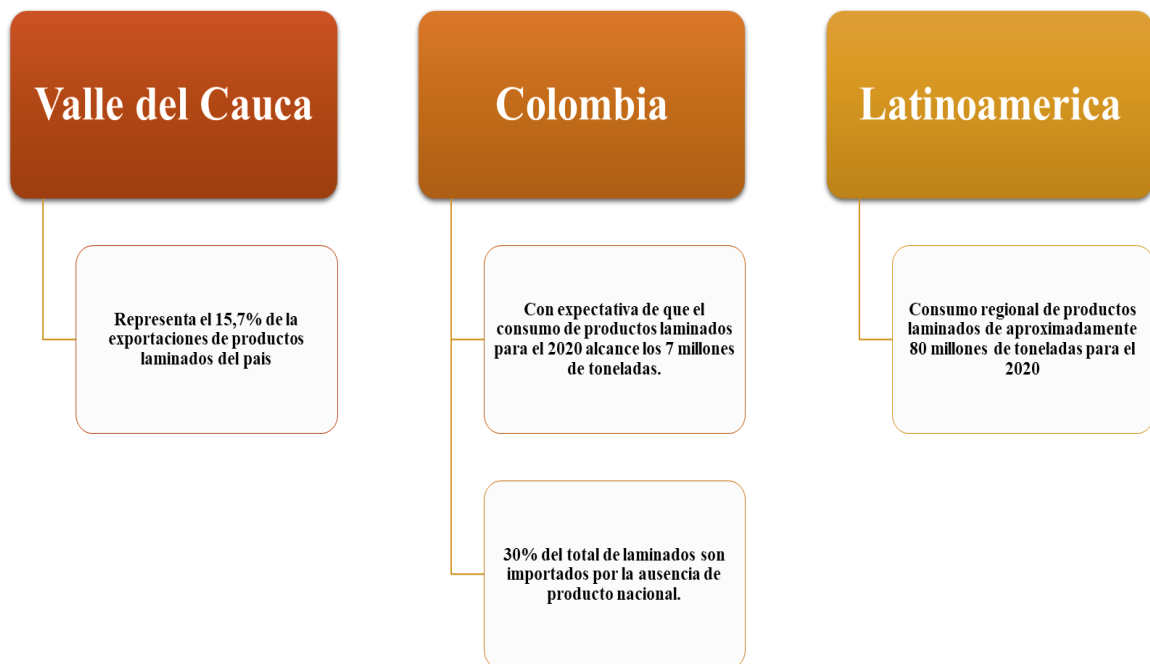 Valle del Cauca
Representa el 15,7% de la
exportaciones de productos
laminados del pais
Colombia
Con expectativa de que el
consumo de productos laminados
para el 2020 alcance los 7 millones
de toneladas.
30% del total de laminados son
importados por la ausencia de
producto nacional.
Latinoamerica
Consumo regional de productos
laminados de aproximadamente
80 millones de toneladas para el
2020